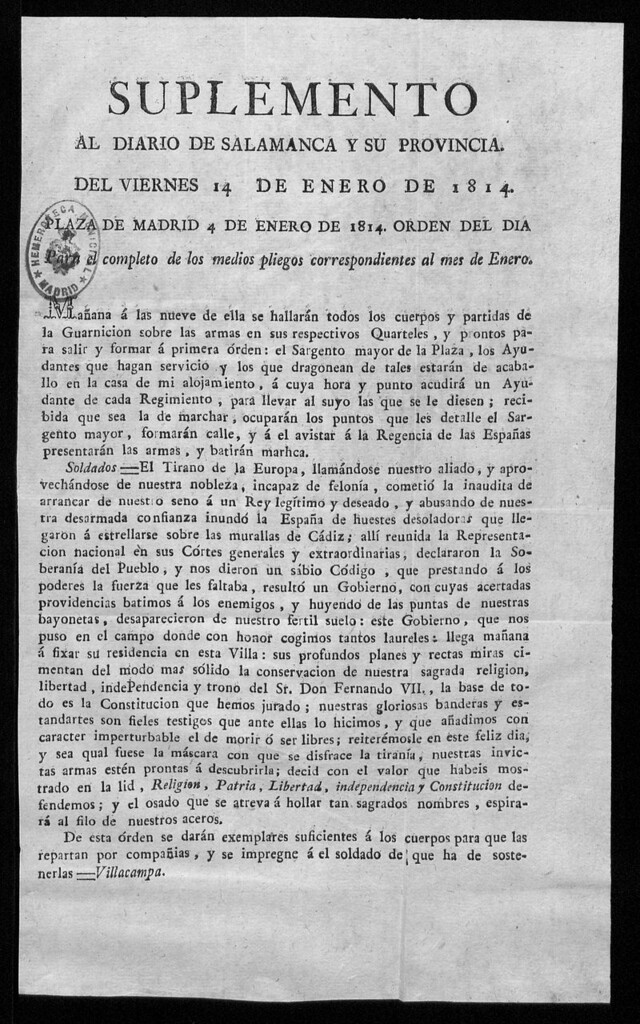 SUPLEMENTO
AL DIARIO DE SALAMANCA Y SU PROVINCIA.
DEL VIERNES 14 DE ENERO DE 1814.
PLAZA DE MADRID 4 DE ENERO DE 1814. ORDEN DEL DIA
Para el completo de los medios pliegos correspondientes al mes de Enero.
HEMEROTECA MUNICIPAL
★ MADRID ★
Mañana á las nueve de ella se hallarán todos los cuerpos y partidas de
la Guarnicion sobre las armas en sus respectivos Quarteles, y prontos pa-
ra salir y formar á primera órden: el Sargento mayor de la Plaza, los Ayu-
dantes que hagan servicio y los que dragonean de tales estarán de acaba-
llo en la casa de mi alojamiento, á cuya hora y punto acudirá un Ayu-
dante de cada Regimiento, para llevar al suyo las que se le diesen; reci-
bida que sea la de marchar, ocuparán los puntos que les detalle el Sar-
gento mayor, formarán calle, y á el avistar á la Regencia de las Españas
presentarán las armas, y batirán marhca.
Soldados = El Tirano de la Europa, llamándose nuestro aliado, y apro-
vechándose de nuestra nobleza, incapaz de felonía, cometió la inaudita de
arrancar de nuestro seno á un Rey legítimo y deseado, y abusando de nues-
tra desarmada confianza inundó la España de huestes desoladoras que lle-
garon á estrellarse sobre las murallas de Cádiz; allí reunida la Representa-
cion nacional en sus Córtes generales y extraordinarias, declararon la So-
beranía del Pueblo, y nos dieron un sábio Código, que prestando á los
poderes la fuerza que les faltaba, resultó un Gobierno, con cuyas acertadas
providencias batimos á los enemigos, y huyendo de las puntas de nuestras
bayonetas, desaparecieron de nuestro fertil suelo: este Gobierno, que nos
puso en el campo donde con honor cogimos tantos laureles: llega mañana
á fixar su residencia en esta Villa: sus profundos planes y rectas miras ci-
mentan del modo mas sólido la conservacion de nuestra sagrada religion,
libertad, indePendencia y trono del Sr. Don Fernando VII., la base de to-
do es la Constitucion que hemos jurado; nuestras gloriosas banderas y es-
tandartes son fieles testigos que ante ellas lo hicimos, y que añadimos con
caracter imperturbable el de morir ó ser libres; reiterémosle en este feliz dia,
y sea qual fuese la máscara con que se disfrace la tiranía, nuestras invic-
tas armas estén prontas á descubrirla; decid con el valor que habeis mos-
trado en la lid, Religion, Patria, Libertad, independencia y Constitucion de-
fendemos; y el osado que se atreva á hollar tan sagrados nombres, espira-
rá al filo de nuestros aceros.
De esta órden se darán exemplares suficientes á los cuerpos para que las
repartan por compañias, y se impregne á el soldado de que ha de soste-
nerlas = Villacampa.